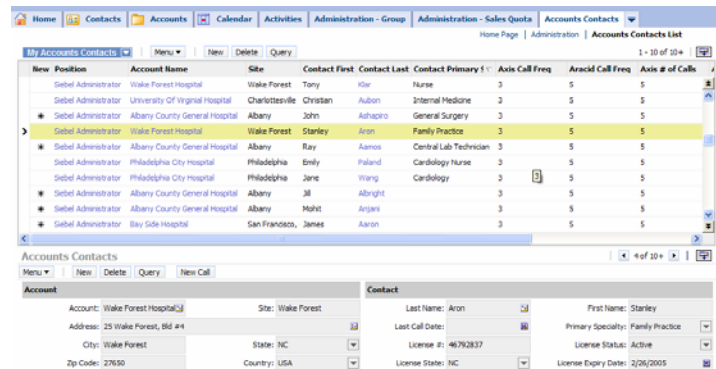 Home Contacts Accounts Calendar Activities Administration - Group Administration - Sales Quota Accounts Contacts
Home Page | Administration | Accounts Contacts List
My Accounts Contacts Menu New Delete Query 1 - 10 of 10+
New Position Account Name Site Contact First Contact Last Contact Primary S Axis Call Freq Aracid Call Freq Axis # of Calls
Siebel Administrator Wake Forest Hospital Wake Forest Tony Klar Nurse 3 5 5
Siebel Administrator University Of Virginal Hospital Charlottesville Christian Aubon Internal Medicine 3 5 5
* Siebel Administrator Albany County General Hospital Albany John Ashapiro General Surgery 3 5 5
Siebel Administrator Wake Forest Hospital Wake Forest Stanley Aron Family Practice 3 5 5
* Siebel Administrator Albany County General Hospital Albany Ray Aamos Central Lab Technician 3 5 5
Siebel Administrator Philadelphia City Hospital Philadelphia Emily Paland Cardiology Nurse 3 5 5
Siebel Administrator Philadelphia City Hospital Philadelphia Jane Wang Cardiology 3 3 5 5
* Siebel Administrator Albany County General Hospital Albany Jill Albright 3 5 5
* Siebel Administrator Albany County General Hospital Albany Mohit Anjani 3 5 5
* Siebel Administrator Bay Side Hospital San Francisco, James Aaron 3 5 5
Accounts Contacts 4 of 10+
Menu New Delete Query New Call
Account Contact
Account: Wake Forest Hospital Site: Wake Forest Last Name: Aron First Name: Stanley
Address: 25 Wake Forest, Bld #4 Last Call Date: Primary Specialty: Family Practice
City: Wake Forest State: NC License #: 46792837 License Status: Active
Zip Code: 27650 Country: USA License State: NC License Expiry Date: 2/26/2005